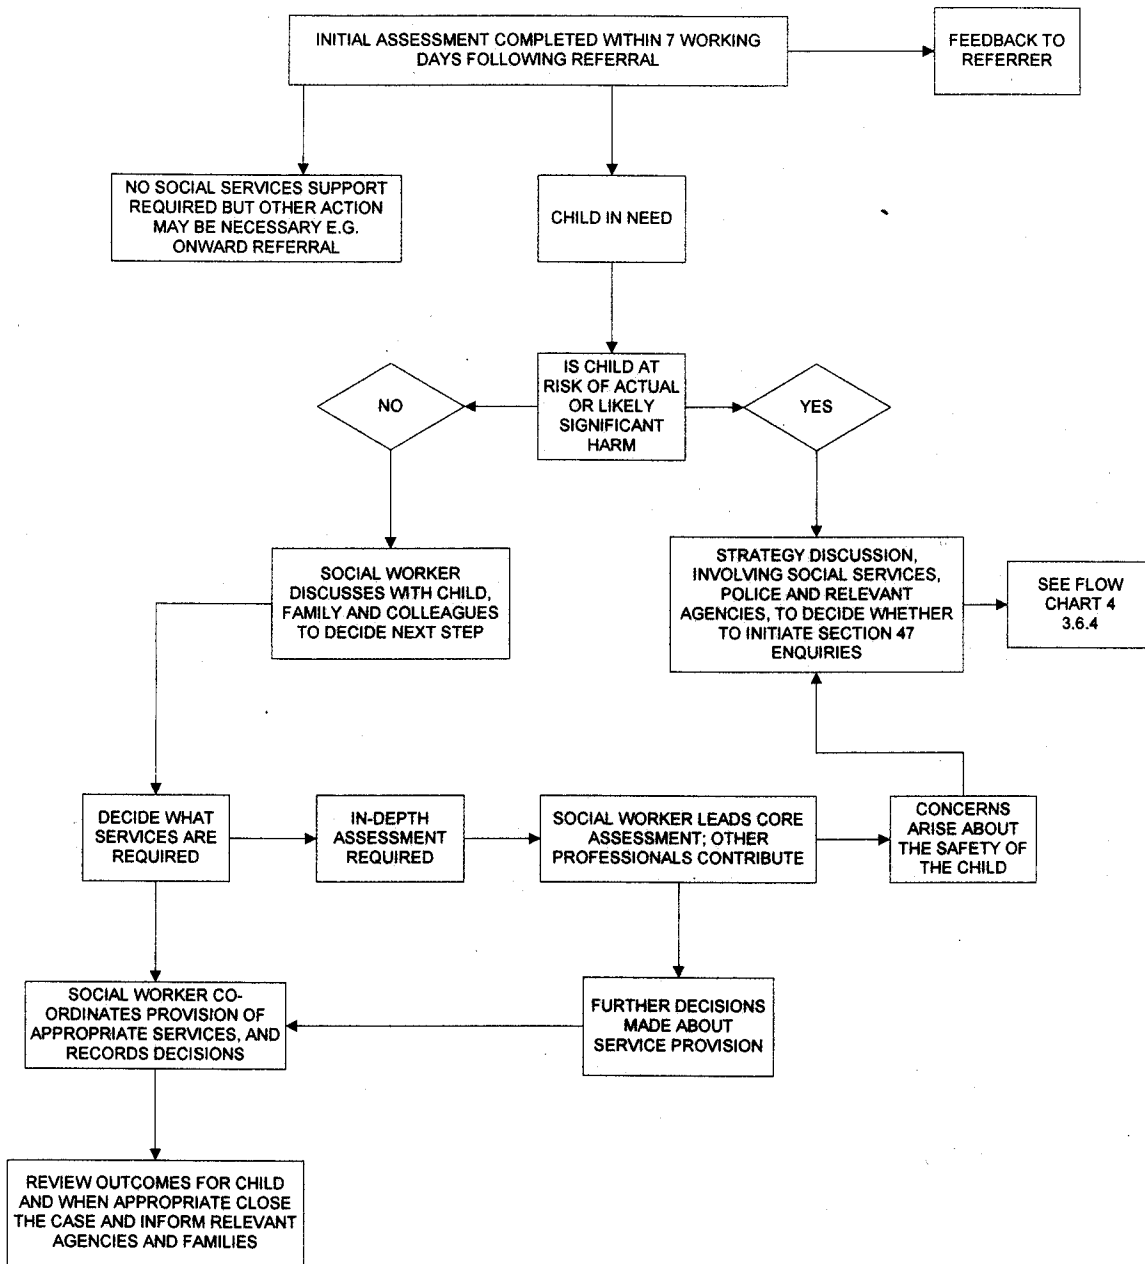 INITIAL ASSESSMENT COMPLETED WITHIN 7 WORKING
DAYS FOLLOWING REFERRAL
FEEDBACK TO
REFERRER
NO SOCIAL SERVICES SUPPORT
REQUIRED BUT OTHER ACTION
MAY BE NECESSARY E.G.
ONWARD REFERRAL
CHILD IN NEED
IS CHILD AT
RISK OF ACTUAL
OR LIKELY
SIGNIFICANT
HARM
NO
YES
SOCIAL WORKER
DISCUSSES WITH CHILD,
FAMILY AND COLLEAGUES
TO DECIDE NEXT STEP
STRATEGY DISCUSSION,
INVOLVING SOCIAL SERVICES,
POLICE AND RELEVANT
AGENCIES, TO DECIDE WHETHER
TO INITIATE SECTION 47
ENQUIRIES
SEE FLOW
CHART 4
3.6.4
DECIDE WHAT
SERVICES ARE
REQUIRED
IN-DEPTH
ASSESSMENT
REQUIRED
SOCIAL WORKER LEADS CORE
ASSESSMENT; OTHER
PROFESSIONALS CONTRIBUTE
CONCERNS
ARISE ABOUT
THE SAFETY OF
THE CHILD
SOCIAL WORKER CO-
ORDINATES PROVISION OF
APPROPRIATE SERVICES, AND
RECORDS DECISIONS
FURTHER DECISIONS
MADE ABOUT
SERVICE PROVISION
REVIEW OUTCOMES FOR CHILD
AND WHEN APPROPRIATE CLOSE
THE CASE AND INFORM RELEVANT
AGENCIES AND FAMILIES